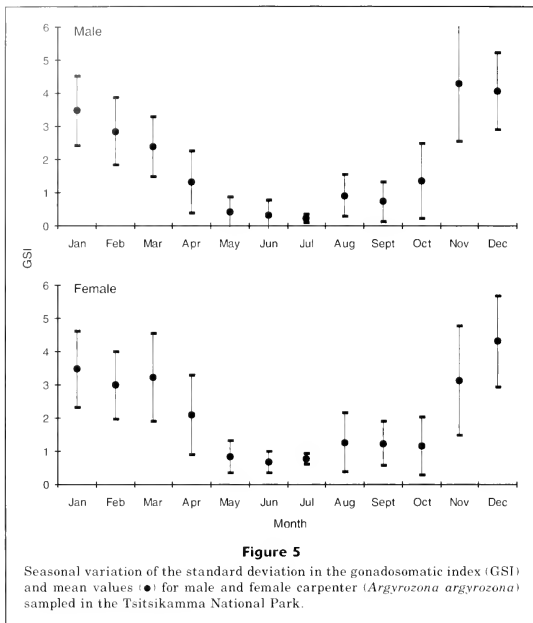 Male
6
5
4
3
2
1
0
Jan Feb Mar Apr May Jun Jul Aug Sept Oct Nov Dec
GSI
Female
6
5
4
3
2
1
0
Jan Feb Mar Apr May Jun Jul Aug Sept Oct Nov Dec
Month
Figure 5
Seasonal variation of the standard deviation in the gonadosomatic index (GSI)
and mean values (●) for male and female carpenter (Argyrozona argyrozona)
sampled in the Tsitsikamma National Park.